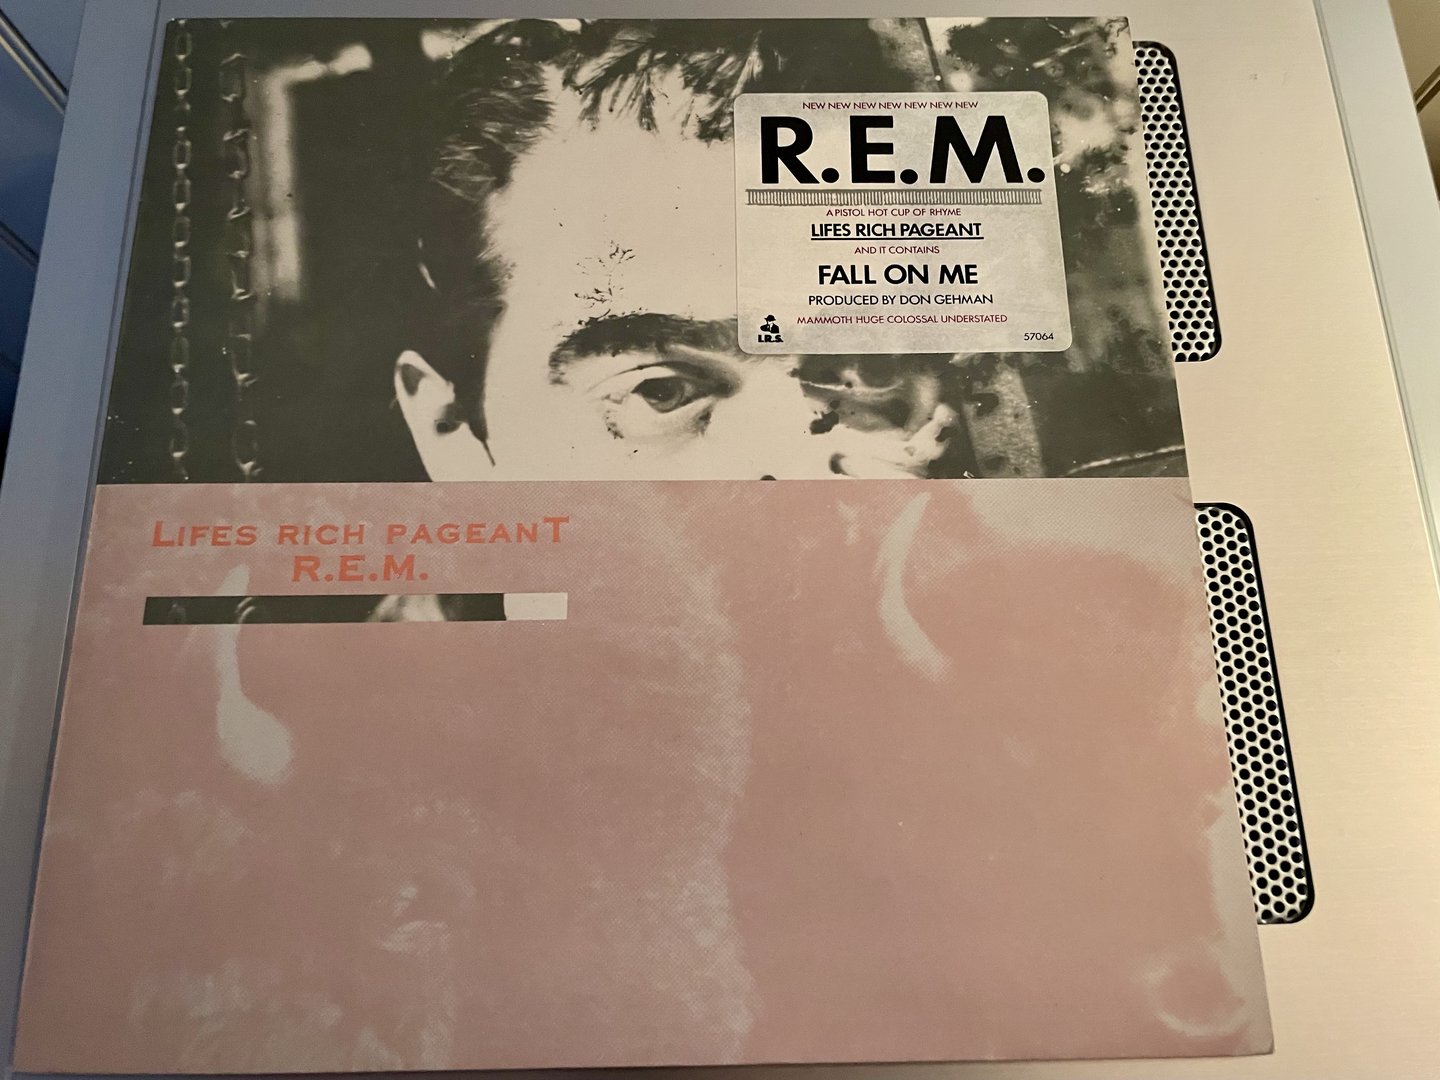 NEW NEW NEW NEW NEW NEW NEW
R.E.M.
A PISTOL HOT CUP OF RHYME
LIFES RICH PAGEANT
AND IT CONTAINS
FALL ON ME
PRODUCED BY DON GEHMAN
MAMMOTH HUGE COLOSSAL UNDERSTATED
I.R.S.
57064
LIFES RICH PAGEANT
R.E.M.